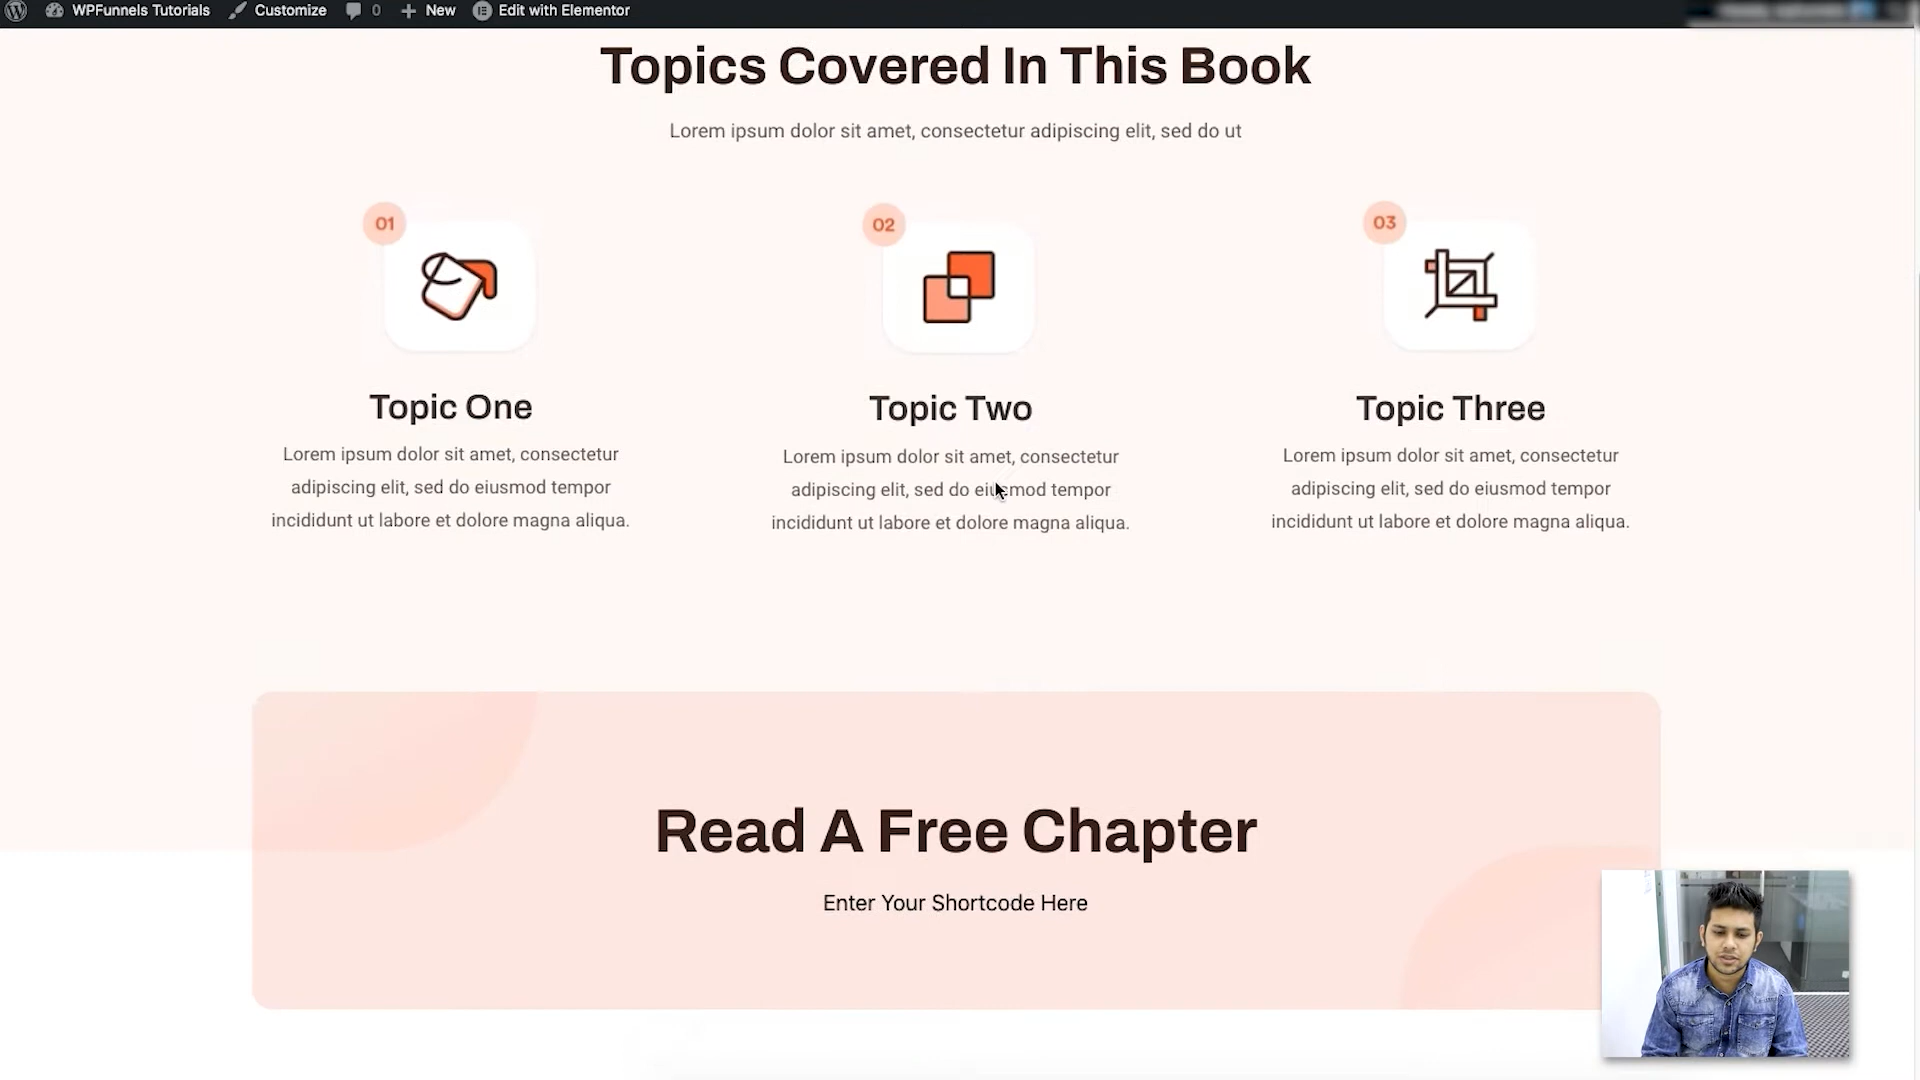 WPFunnels Tutorials Customize 0 New Edit with Elementor
Topics Covered In This Book
Lorem ipsum dolor sit amet, consectetur adipiscing elit, sed do ut
01
02
03
Topic One
Lorem ipsum dolor sit amet, consectetur
adipiscing elit, sed do eiusmod tempor
incididunt ut labore et dolore magna aliqua.
Topic Two
Lorem ipsum dolor sit amet, consectetur
adipiscing elit, sed do eiusmod tempor
incididunt ut labore et dolore magna aliqua.
Topic Three
Lorem ipsum dolor sit amet, consectetur
adipiscing elit, sed do eiusmod tempor
incididunt ut labore et dolore magna aliqua.
Read A Free Chapter
Enter Your Shortcode Here